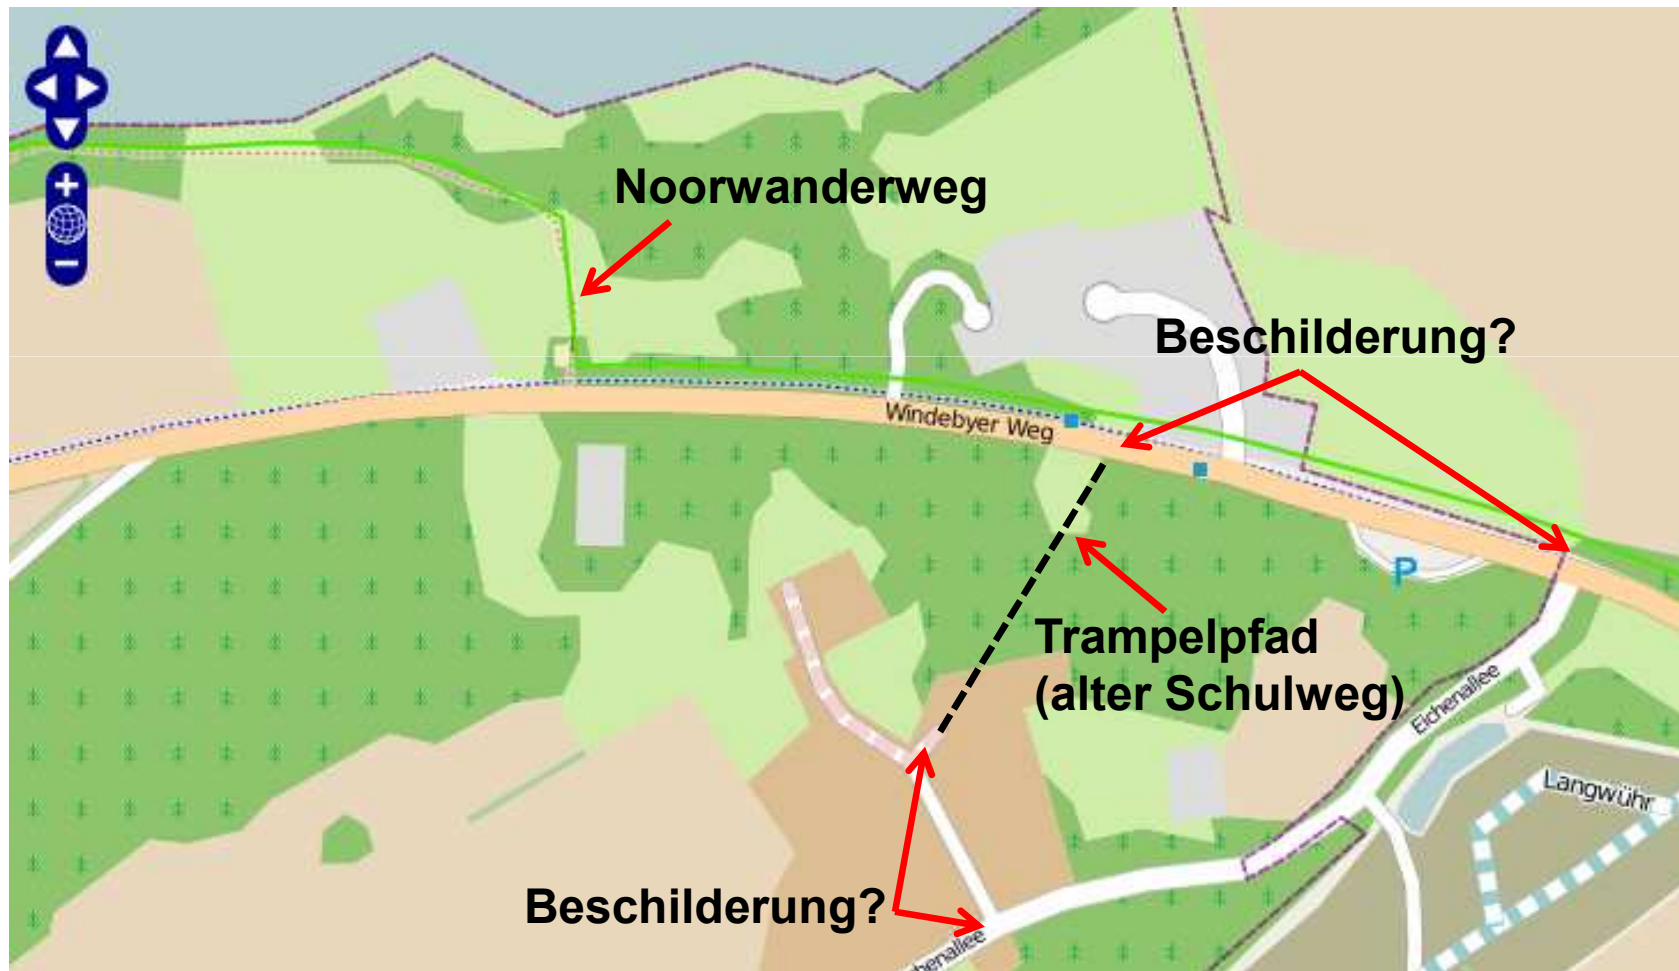 Noorwanderweg
Beschilderung?
Windebyer Weg
P
Trampelpfad
(alter Schulweg)
Eichenallee
Langwühr
Beschilderung?